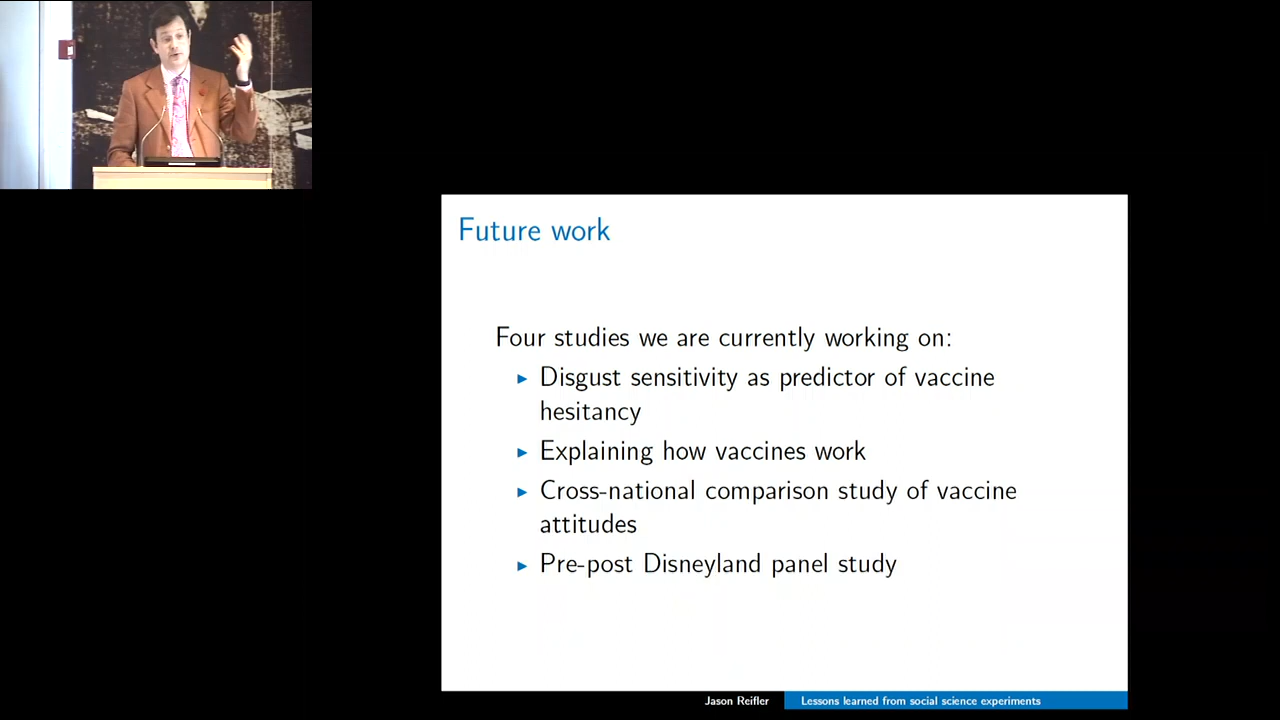 Future work
Four studies we are currently working on:
▶ Disgust sensitivity as predictor of vaccine
hesitancy
▶ Explaining how vaccines work
▶ Cross-national comparison study of vaccine
attitudes
▶ Pre-post Disneyland panel study
Jason Reifler
Lessons learned from social science experiments